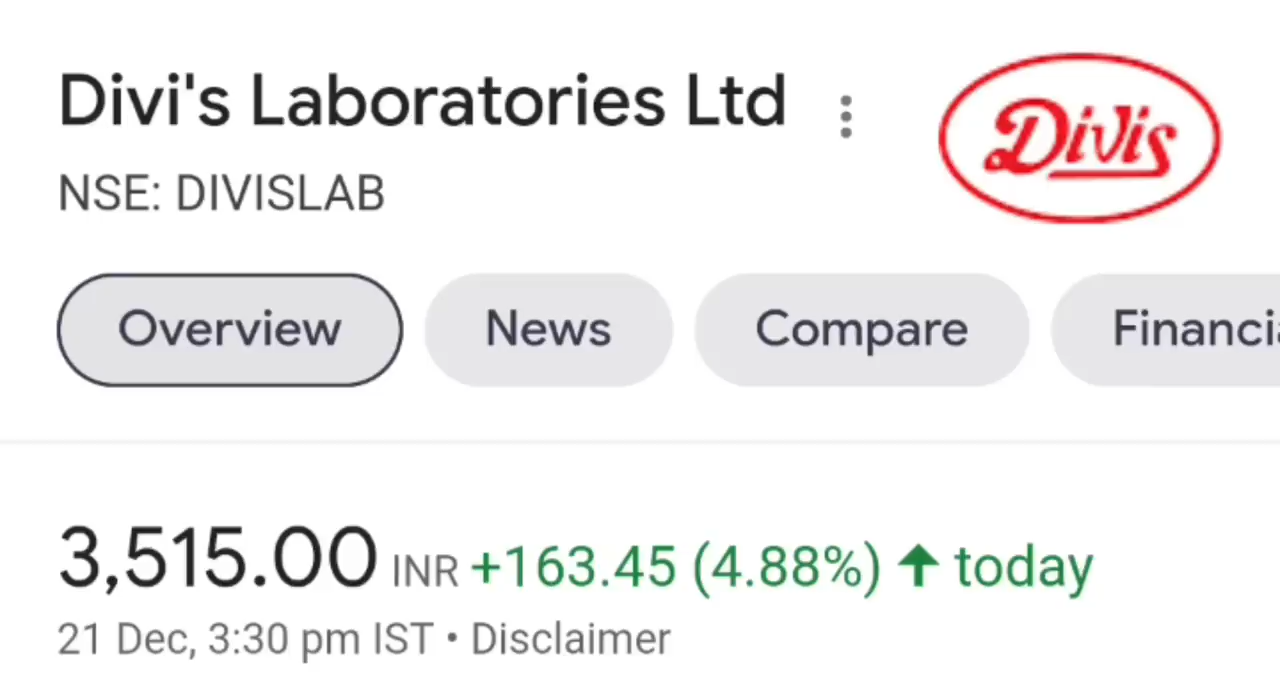 Divi's Laboratories Ltd
Divis
NSE: DIVISLAB
Overview News Compare Financi
3,515.00 INR +163.45 (4.88%) ↑ today
21 Dec, 3:30 pm IST • Disclaimer